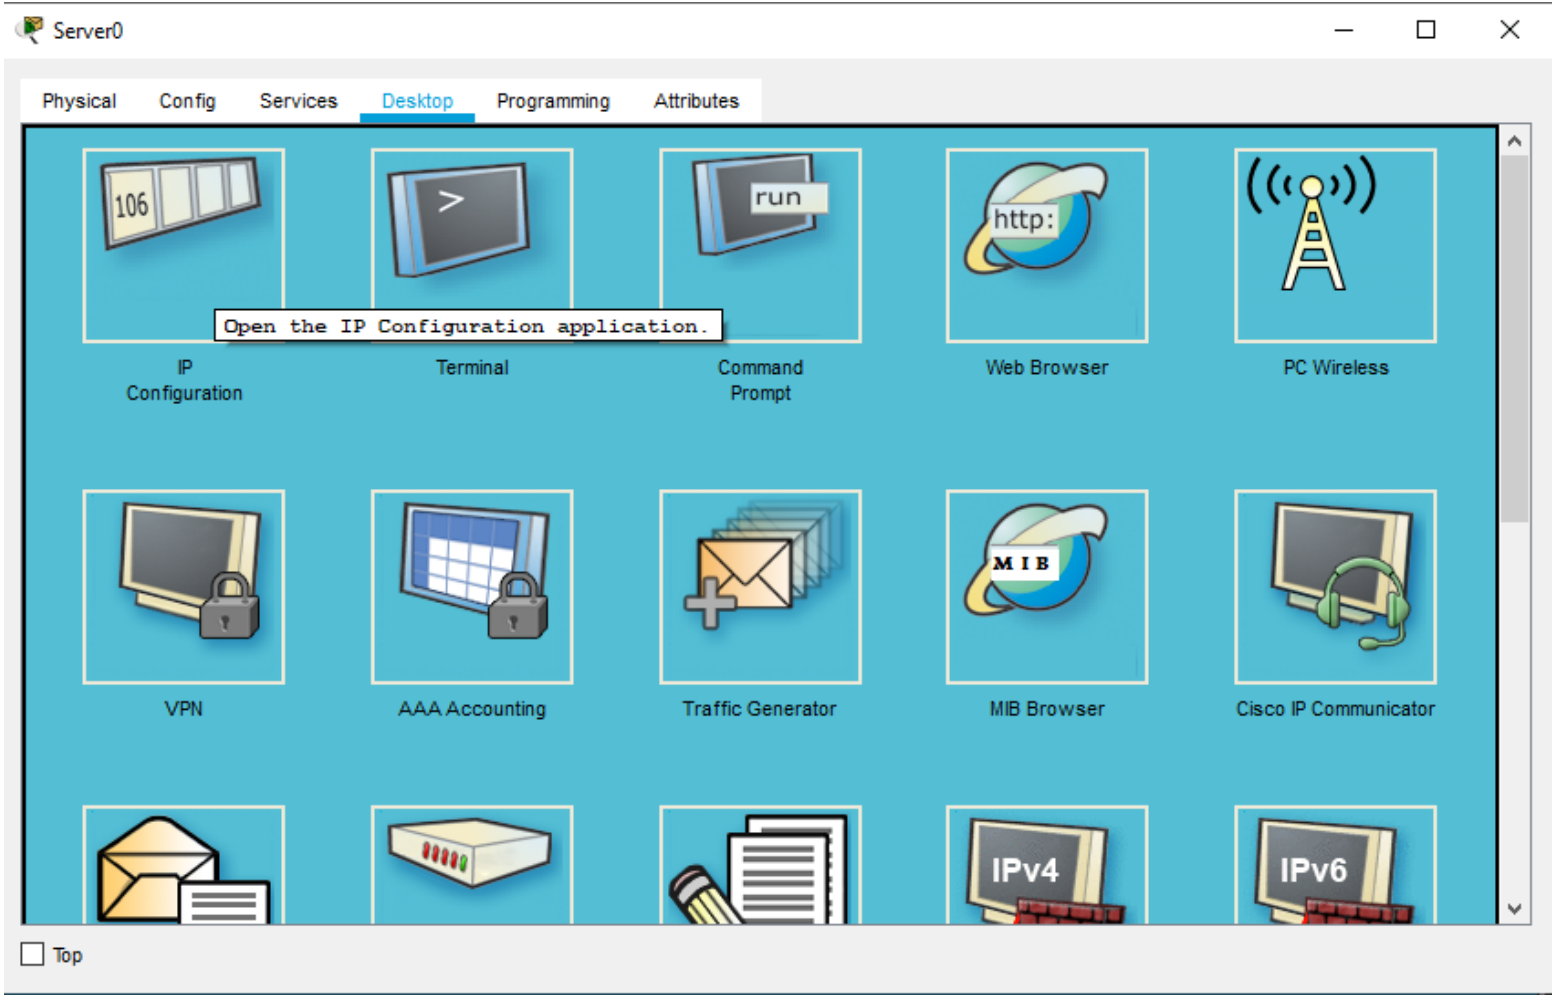 Server0
Physical Config Services Desktop Programming Attributes
106
>
run
http:
Open the IP Configuration application.
IP
Configuration
Terminal
Command
Prompt
Web Browser
PC Wireless
MIB
VPN
AAA Accounting
Traffic Generator
MIB Browser
Cisco IP Communicator
IPv4
IPv6
Top